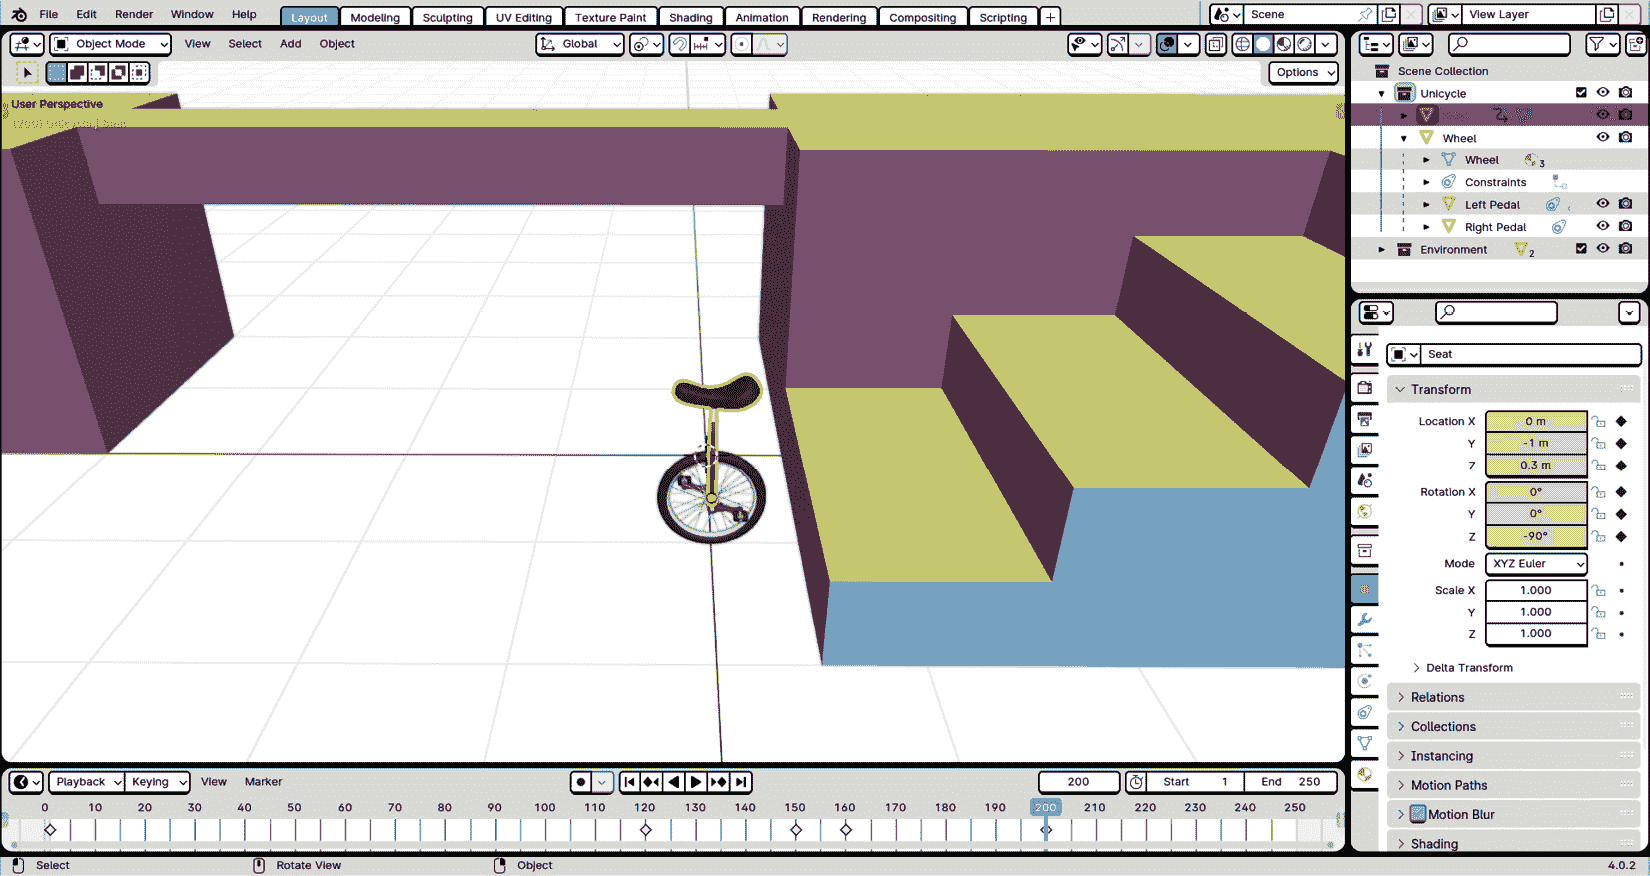 File Edit Render Window Help Layout Modeling Sculpting UV Editing Texture Paint Shading Animation Rendering Compositing Scripting + Scene View Layer
Object Mode View Select Add Object Global
Options
User Perspective
(200) Unicycle | Seat
Scene Collection
Unicycle
Wheel
Wheel 3
Constraints
Left Pedal
Right Pedal
Environment 2
Seat
Transform
Location X 0 m
Y -1 m
Z 0.3 m
Rotation X 0°
Y 0°
Z -90°
Mode XYZ Euler
Scale X 1.000
Y 1.000
Z 1.000
Delta Transform
Relations
Collections
Instancing
Motion Paths
Motion Blur
Shading
Playback Keying View Marker 200 Start 1 End 250
0 10 20 30 40 50 60 70 80 90 100 110 120 130 140 150 160 170 180 190 200 210 220 230 240 250
Select Rotate View Object 4.0.2